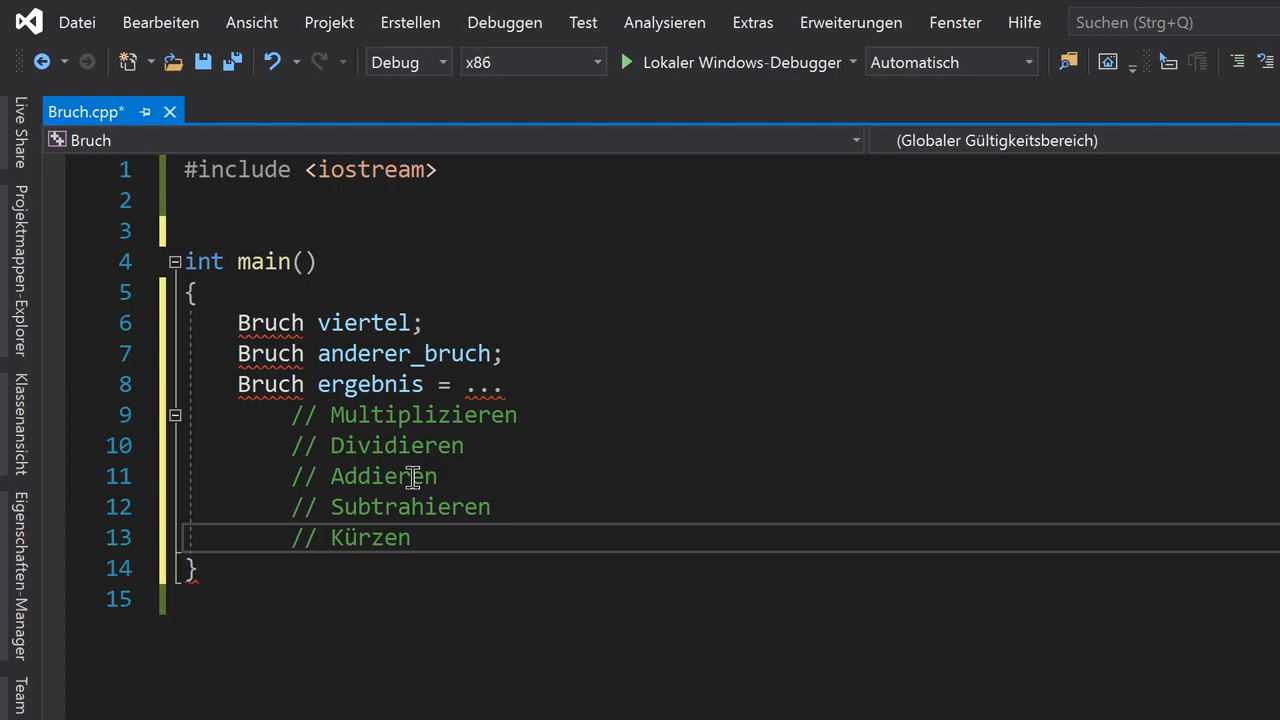 Datei Bearbeiten Ansicht Projekt Erstellen Debuggen Test Analysieren Extras Erweiterungen Fenster Hilfe Suchen (Strg+Q)
Debug x86 Lokaler Windows-Debugger Automatisch
Bruch.cpp*
Bruch (Globaler Gültigkeitsbereich)
Live Share
Projektmappen-Explorer
Klassenansicht
Eigenschaften-Manager
Team
1 #include <iostream>
2
3
4 int main()
5 {
6 Bruch viertel;
7 Bruch anderer_bruch;
8 Bruch ergebnis = ...
9 // Multiplizieren
10 // Dividieren
11 // Addieren
12 // Subtrahieren
13 // Kürzen
14 }
15